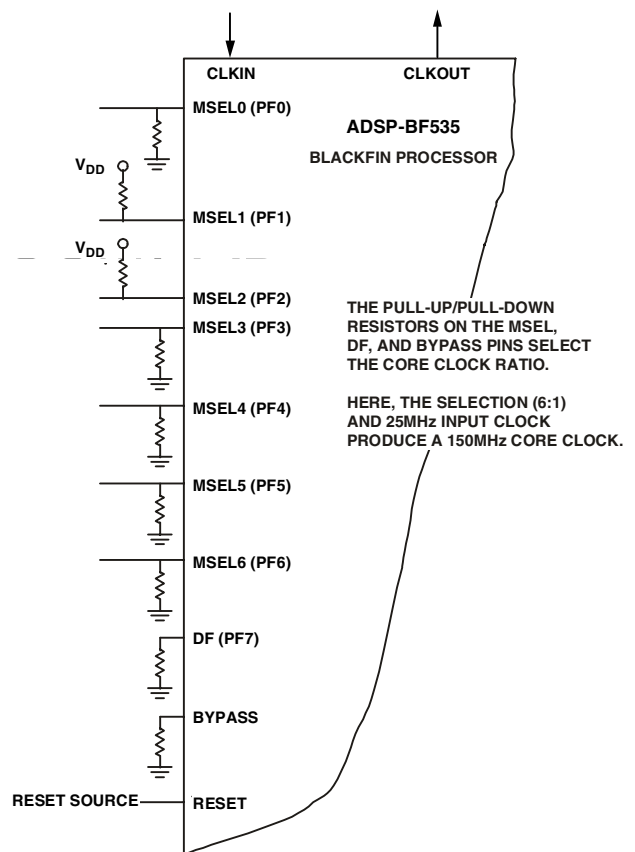 CLKIN
CLKOUT
MSEL0 (PF0)
ADSP-BF535
BLACKFIN PROCESSOR
VDD
MSEL1 (PF1)
VDD
MSEL2 (PF2)
THE PULL-UP/PULL-DOWN
RESISTORS ON THE MSEL,
DF, AND BYPASS PINS SELECT
THE CORE CLOCK RATIO.
HERE, THE SELECTION (6:1)
AND 25MHz INPUT CLOCK
PRODUCE A 150MHz CORE CLOCK.
MSEL3 (PF3)
MSEL4 (PF4)
MSEL5 (PF5)
MSEL6 (PF6)
DF (PF7)
BYPASS
RESET SOURCE
RESET